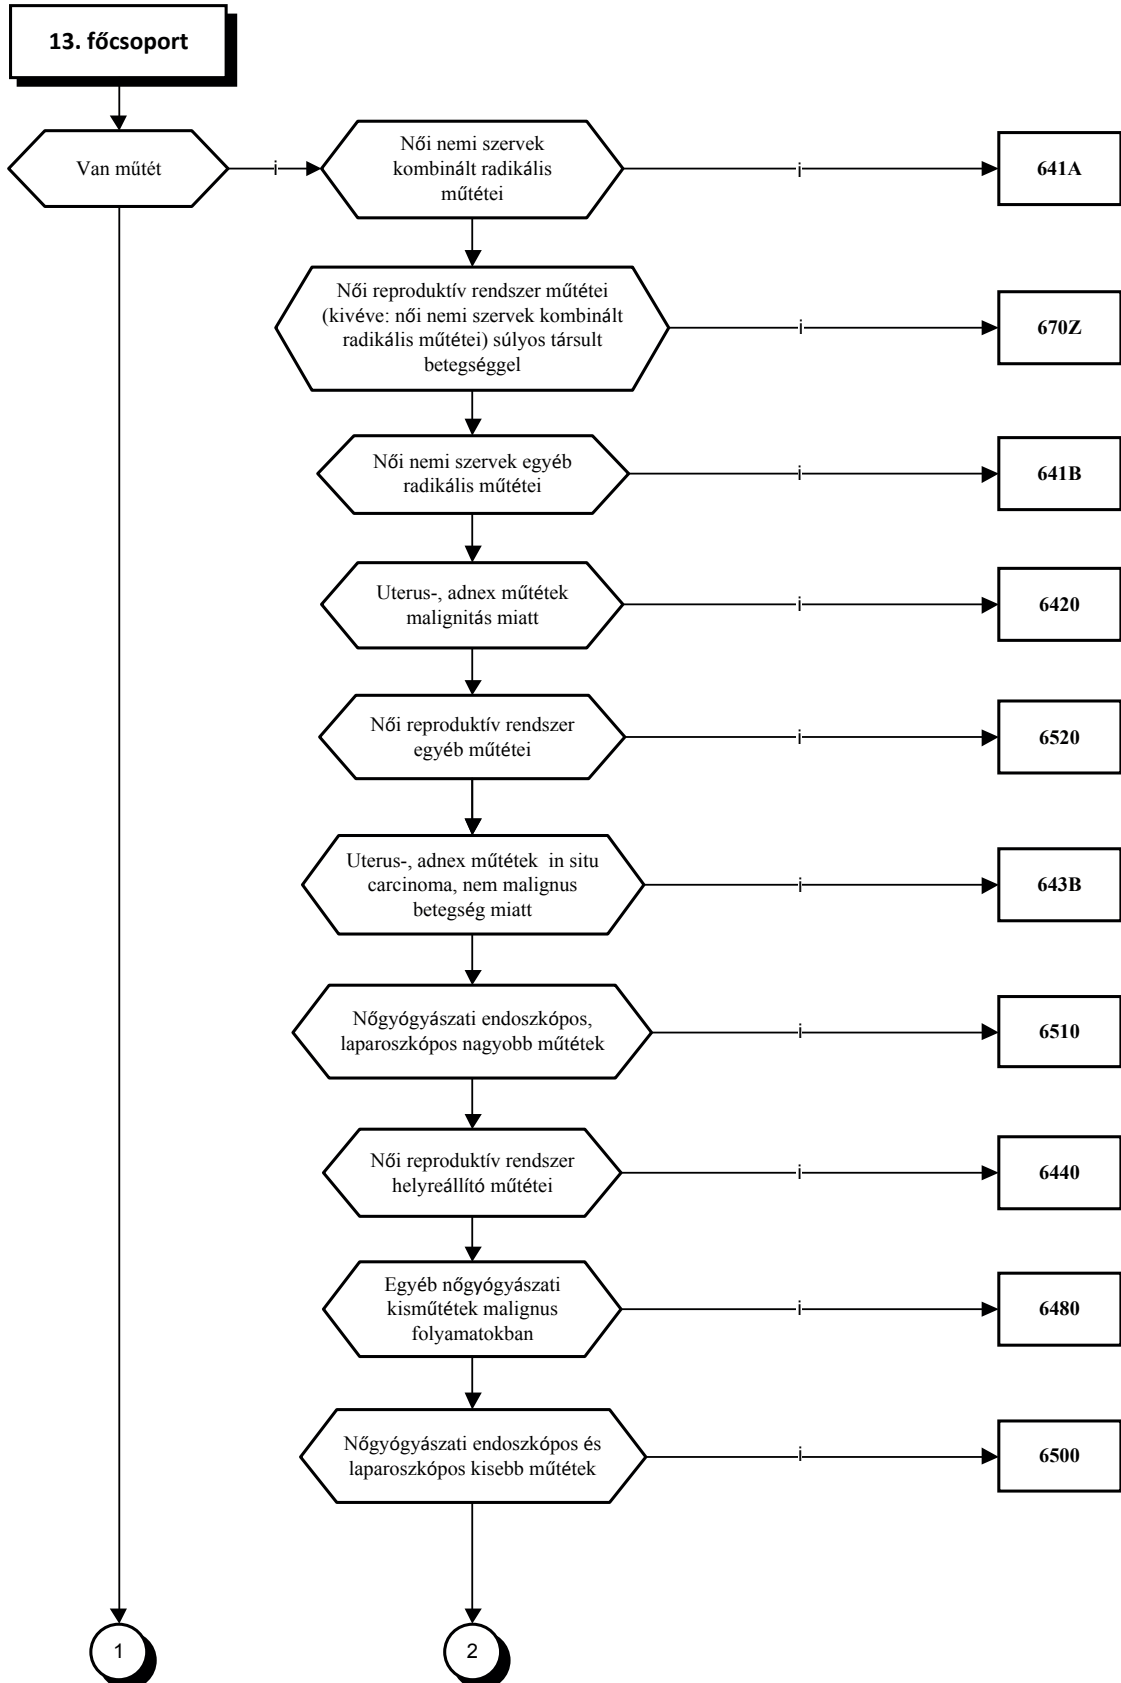 13. főcsoport
Van műtét
i
Női nemi szervek
kombinált radikális
műtétei
i
641A
Női reproduktív rendszer műtétei
(kivéve: női nemi szervek kombinált
radikális műtétei) súlyos társult
betegséggel
i
670Z
Női nemi szervek egyéb
radikális műtétei
i
641B
Uterus-, adnex műtétek
malignitás miatt
i
6420
Női reproduktív rendszer
egyéb műtétei
i
6520
Uterus-, adnex műtétek in situ
carcinoma, nem malignus
betegség miatt
i
643B
Nőgyógyászati endoszkópos,
laparoszkópos nagyobb műtétek
i
6510
Női reproduktív rendszer
helyreállító műtétei
i
6440
Egyéb nőgyógyászati
kisműtétek malignus
folyamatokban
i
6480
Nőgyógyászati endoszkópos és
laparoszkópos kisebb műtétek
i
6500
1
2